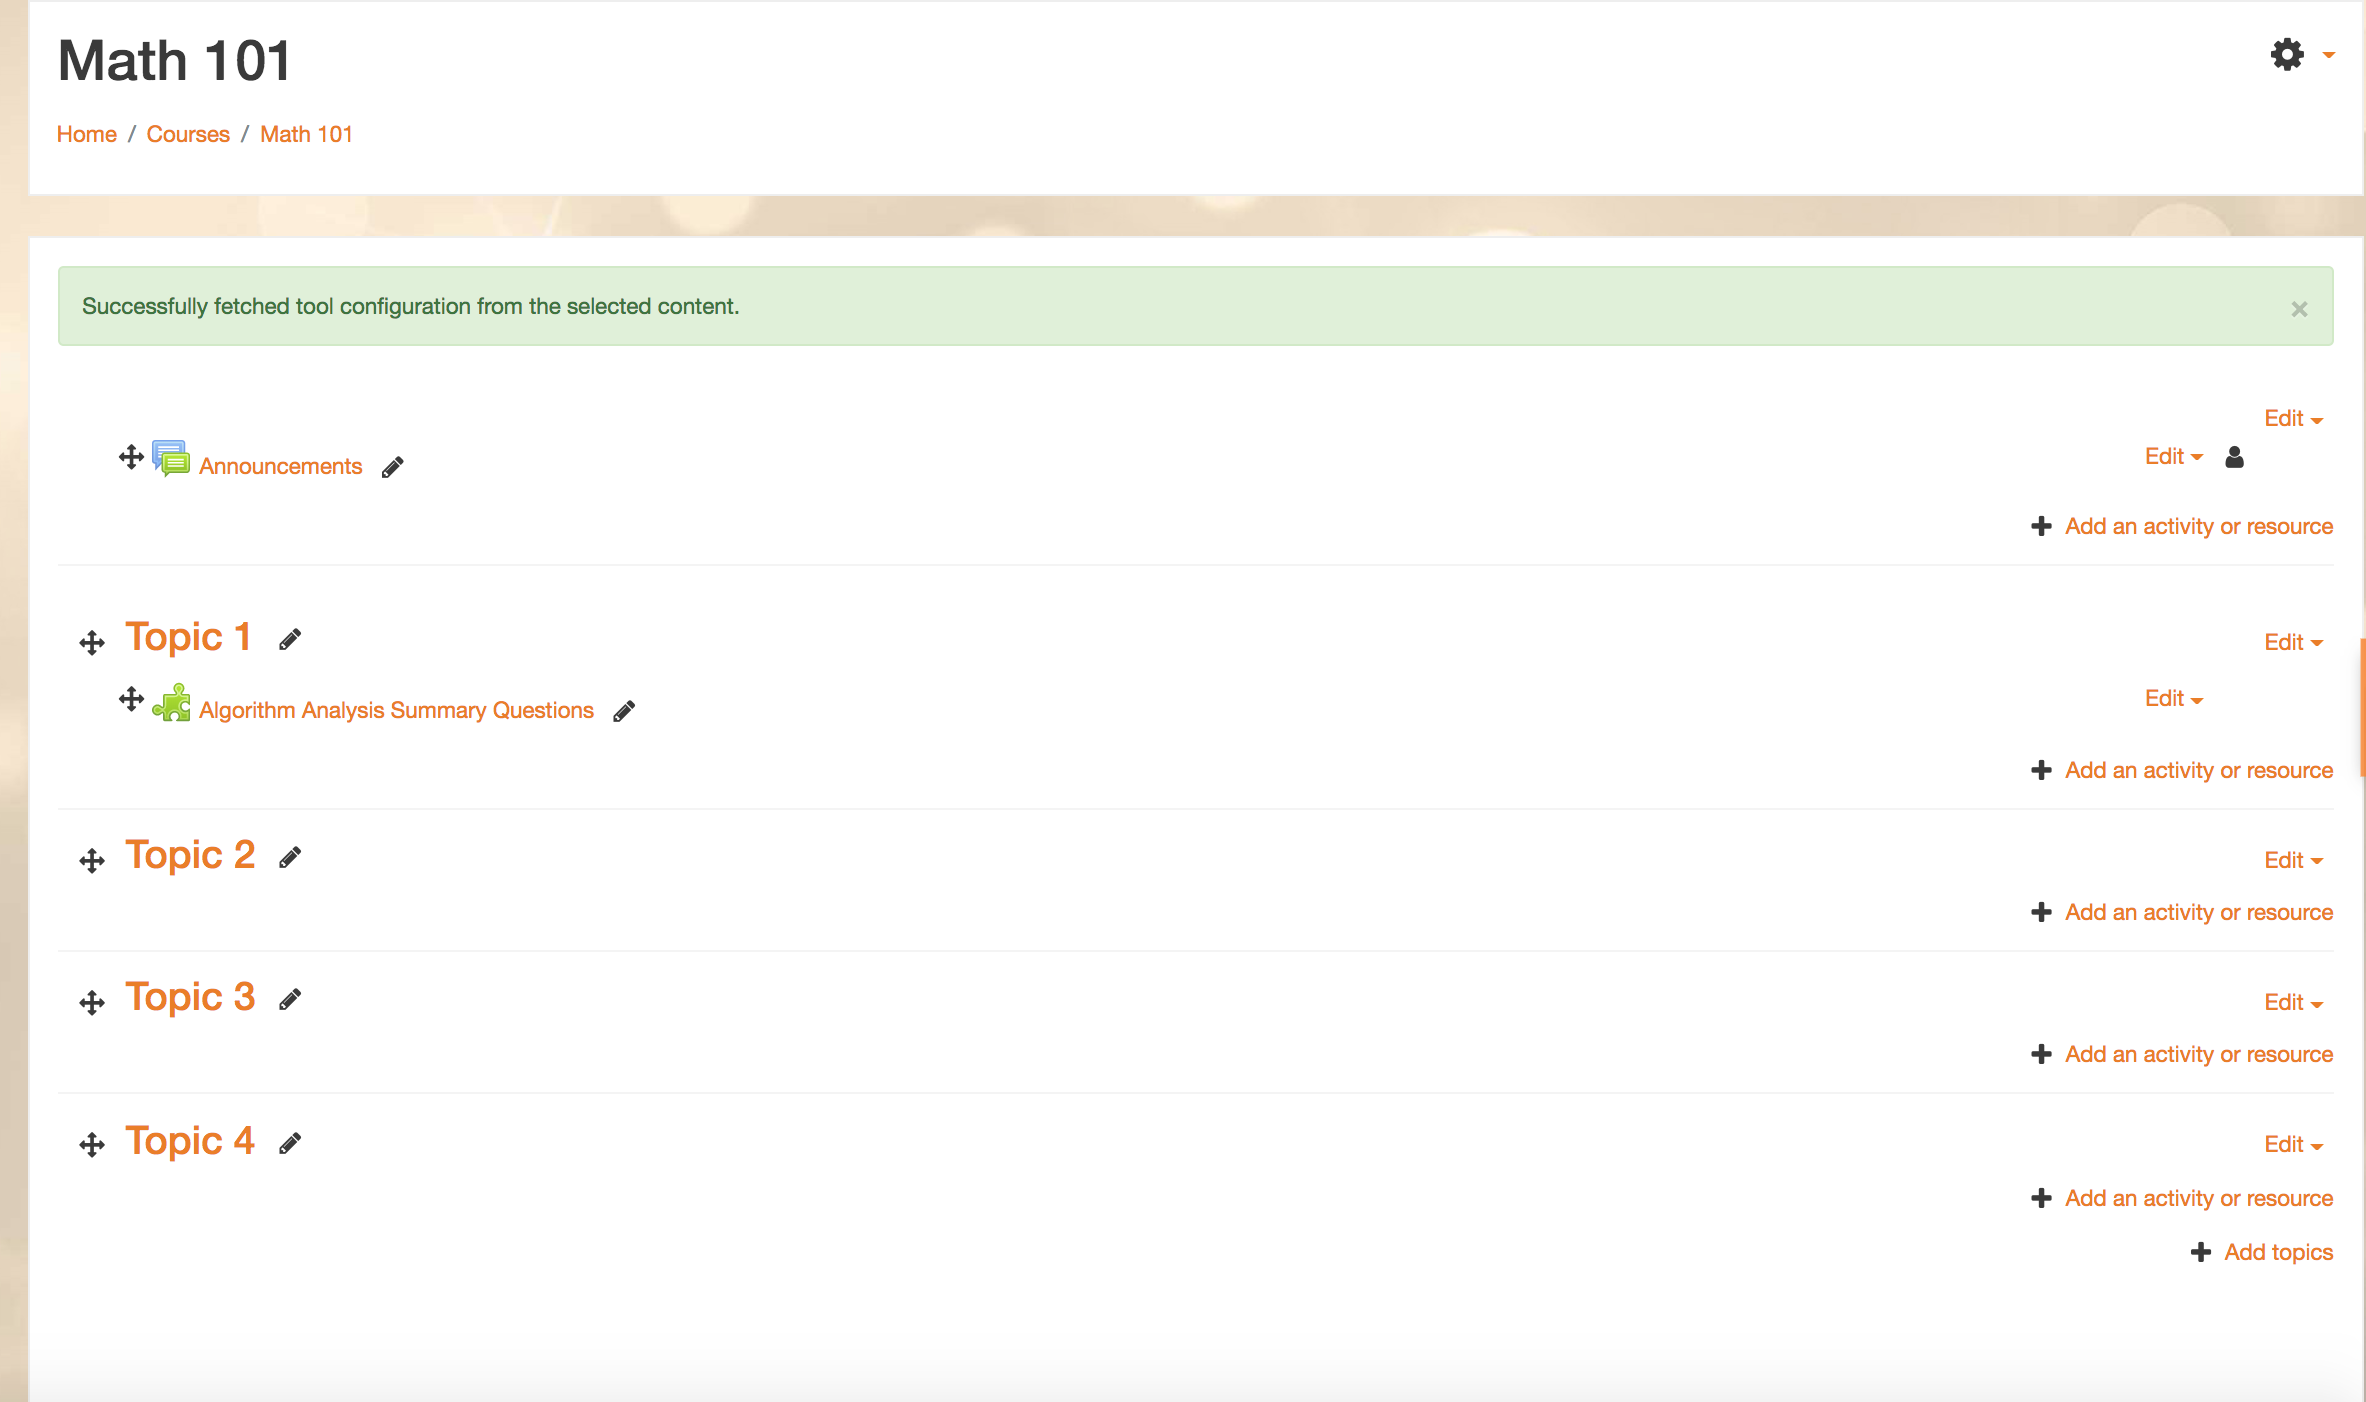 Math 101
Home / Courses / Math 101
Successfully fetched tool configuration from the selected content.
Edit
Announcements
Edit
Add an activity or resource
Topic 1
Edit
Algorithm Analysis Summary Questions
Edit
Add an activity or resource
Topic 2
Edit
Add an activity or resource
Topic 3
Edit
Add an activity or resource
Topic 4
Edit
Add an activity or resource
Add topics